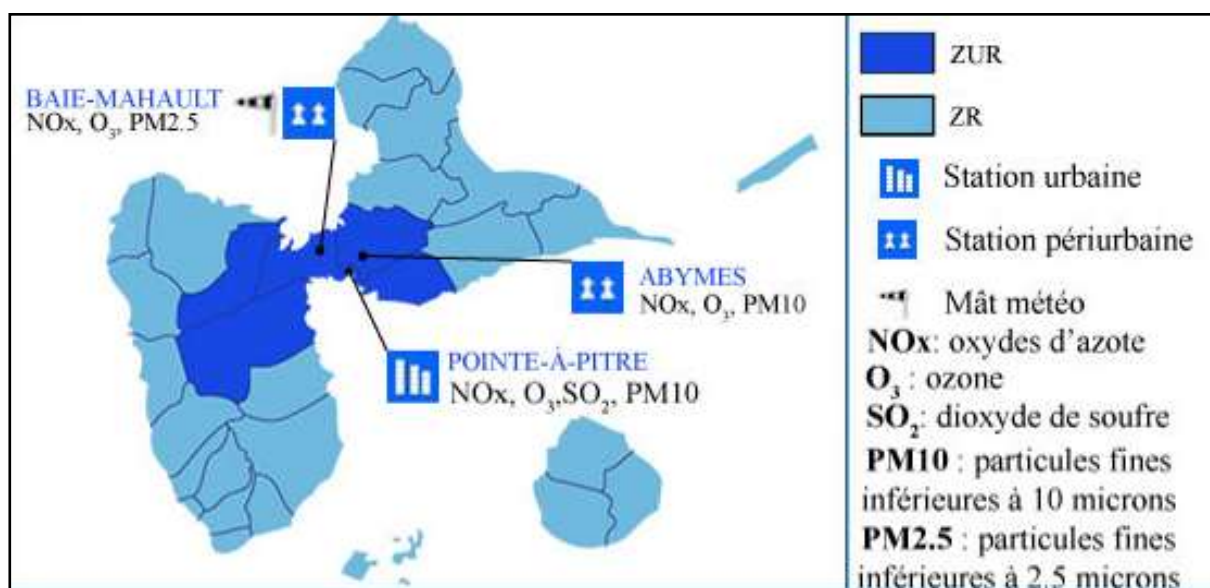 BAIE-MAHAULT
NOx, O₃, PM2.5
ABYMES
NOx, O₃, PM10
POINTE-À-PITRE
NOx, O₃,SO₂, PM10
ZUR
ZR
Station urbaine
Station périurbaine
Mât météo
NOx: oxydes d'azote
O₃ : ozone
SO₂: dioxyde de soufre
PM10 : particules fines
inférieures à 10 microns
PM2.5 : particules fines
inférieures à 2.5 microns